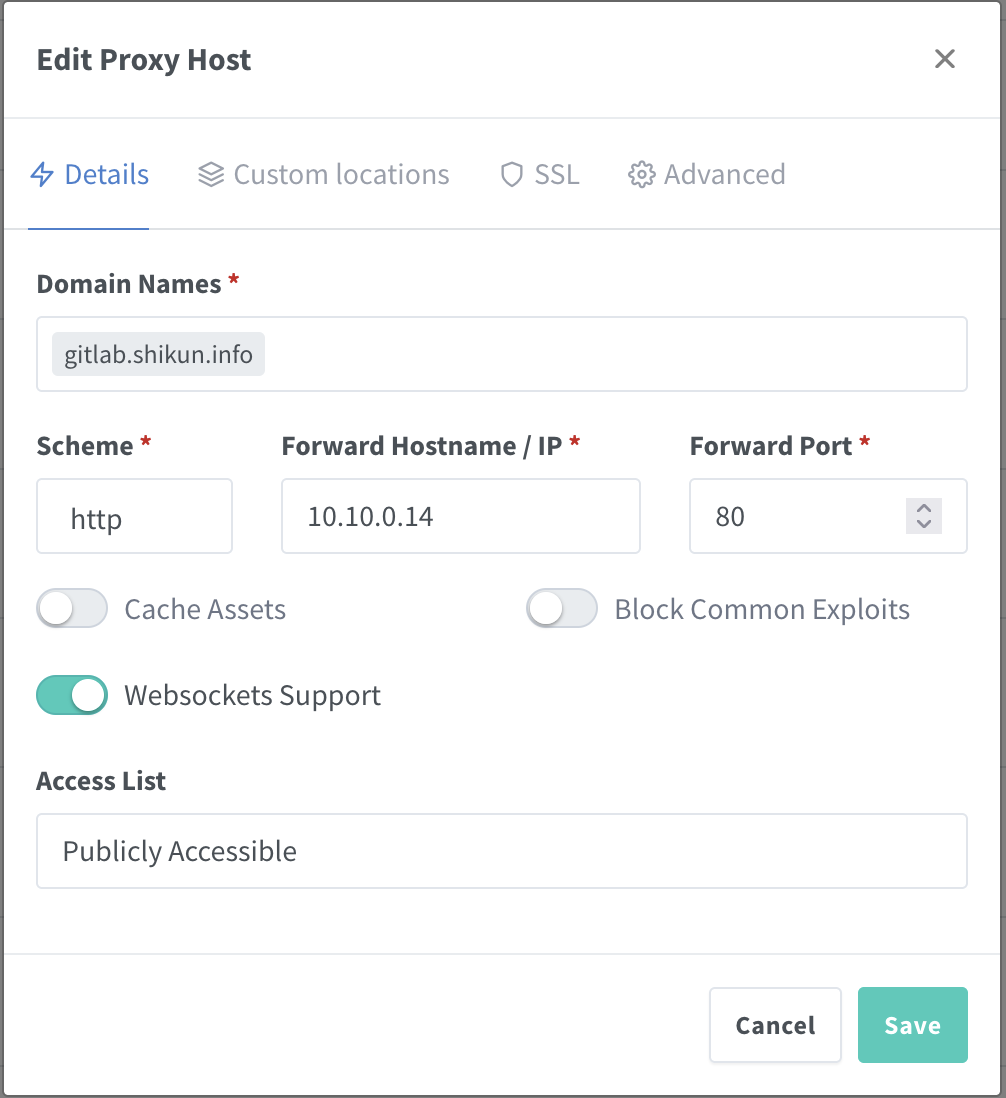 Edit Proxy Host
Details Custom locations SSL Advanced
Domain Names *
gitlab.shikun.info
Scheme * Forward Hostname / IP * Forward Port *
http 10.10.0.14 80
Cache Assets Block Common Exploits
Websockets Support
Access List
Publicly Accessible
Cancel Save